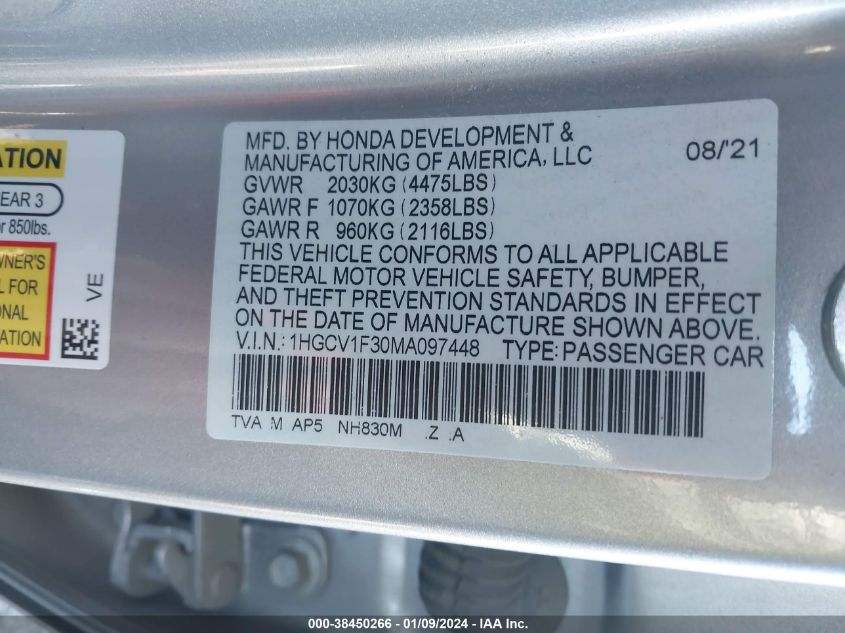 ATION
EAR 3
or 850lbs.
WNER'S
L FOR
ONAL
ATION
VE
MFD. BY HONDA DEVELOPMENT &
MANUFACTURING OF AMERICA, LLC 08/'21
GVWR 2030KG (4475LBS)
GAWR F 1070KG (2358LBS)
GAWR R 960KG (2116LBS)
THIS VEHICLE CONFORMS TO ALL APPLICABLE
FEDERAL MOTOR VEHICLE SAFETY, BUMPER,
AND THEFT PREVENTION STANDARDS IN EFFECT
ON THE DATE OF MANUFACTURE SHOWN ABOVE.
V.I.N.: 1HGCV1F30MA097448 TYPE: PASSENGER CAR
TVA M AP5 NH830M .Z .A
000-38450266 - 01/09/2024 - IAA Inc.